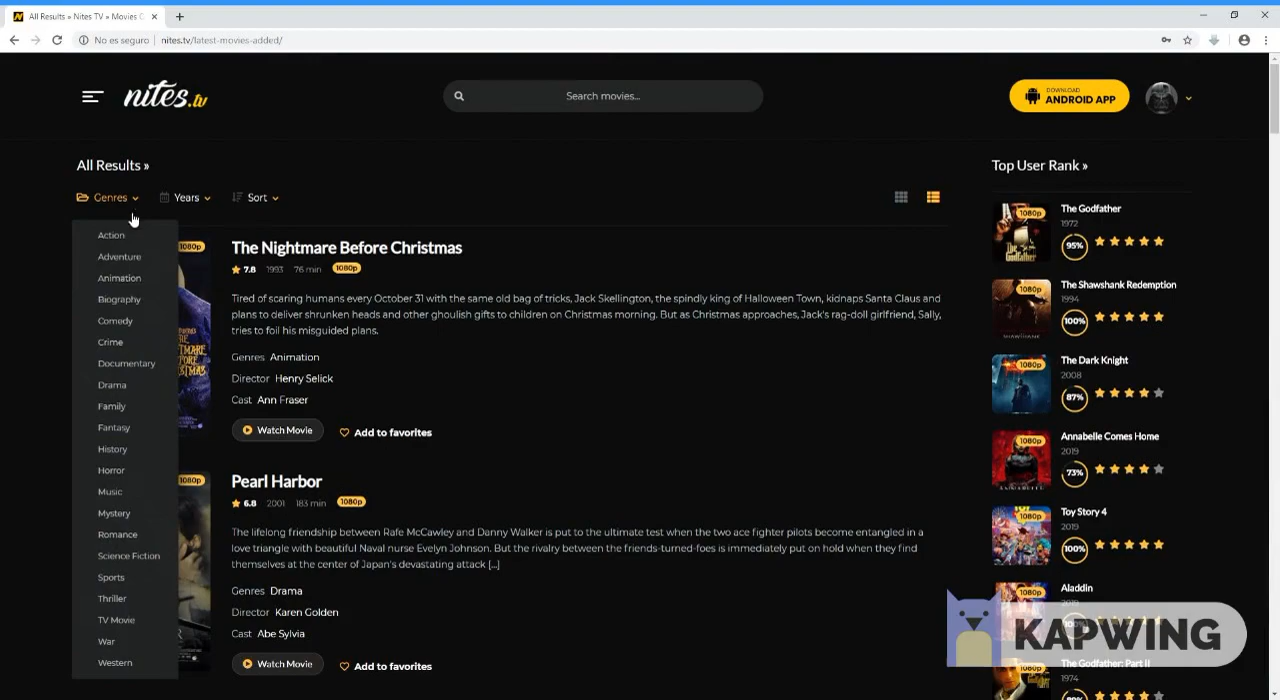 All Results » Nites TV » Movies
No es seguro | nites.tv/latest-movies-added/
nites.tv
Search movies...
DOWNLOAD
ANDROID APP
All Results »
Genres
Years
Sort
Action
Adventure
Animation
Biography
Comedy
Crime
Documentary
Drama
Family
Fantasy
History
Horror
Music
Mystery
Romance
Science Fiction
Sports
Thriller
TV Movie
War
Western
1080p
The Nightmare Before Christmas
7.8 1993 76 min 1080p
Tired of scaring humans every October 31 with the same old bag of tricks, Jack Skellington, the spindly king of Halloween Town, kidnaps Santa Claus and
plans to deliver shrunken heads and other ghoulish gifts to children on Christmas morning. But as Christmas approaches, Jack's rag-doll girlfriend, Sally,
tries to foil his misguided plans.
Genres Animation
Director Henry Selick
Cast Ann Fraser
Watch Movie
Add to favorites
1080p
Pearl Harbor
6.8 2001 183 min 1080p
The lifelong friendship between Rafe McCawley and Danny Walker is put to the ultimate test when the two ace fighter pilots become entangled in a
love triangle with beautiful Naval nurse Evelyn Johnson. But the rivalry between the friends-turned-foes is immediately put on hold when they find
themselves at the center of Japan's devastating attack [...]
Genres Drama
Director Karen Golden
Cast Abe Sylvia
Watch Movie
Add to favorites
Top User Rank »
1080p
The Godfather
1972
95%
1080p
The Shawshank Redemption
1994
100%
1080p
The Dark Knight
2008
87%
1080p
Annabelle Comes Home
2019
73%
1080p
Toy Story 4
2019
100%
1080p
Aladdin
2019
100%
KAPWING
1080p
The Godfather: Part II
1974